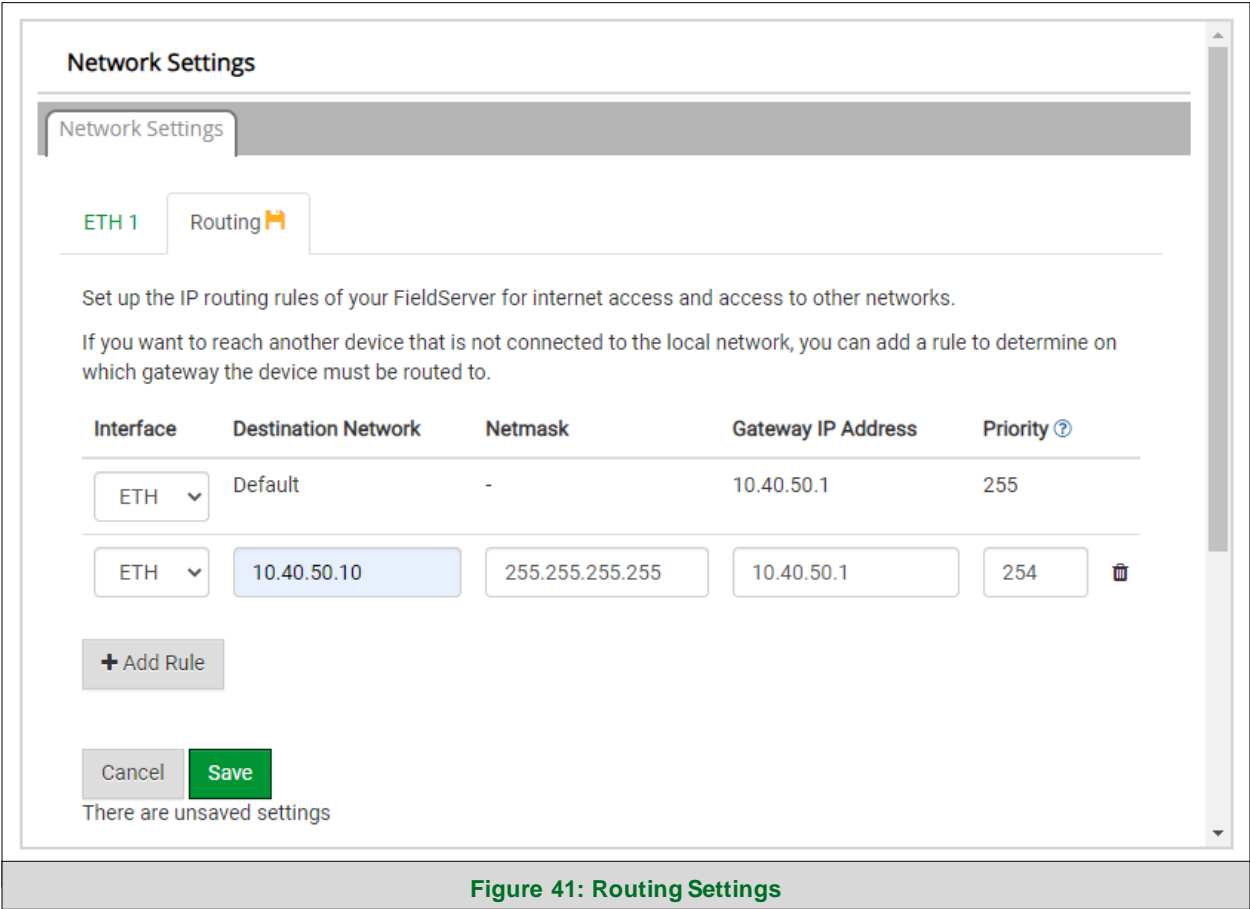 Network Settings
Network Settings
ETH 1 Routing
Set up the IP routing rules of your FieldServer for internet access and access to other networks.
If you want to reach another device that is not connected to the local network, you can add a rule to determine on
which gateway the device must be routed to.
Interface Destination Network Netmask Gateway IP Address Priority ?
ETH Default - 10.40.50.1 255
ETH 10.40.50.10 255.255.255.255 10.40.50.1 254
+ Add Rule
Cancel Save
There are unsaved settings
Figure 41: Routing Settings